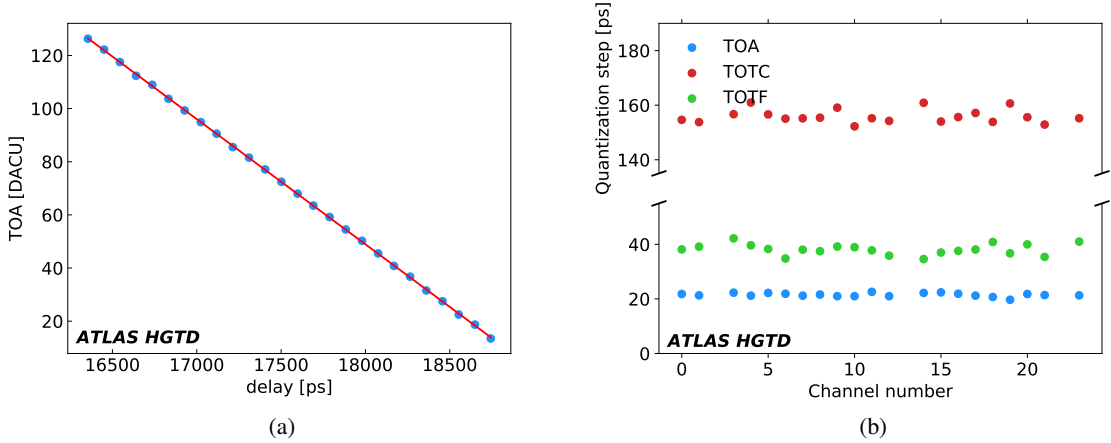 120
100
80
60
40
20
TOA [DACU]
ATLAS HGTD
16500 17000 17500 18000 18500
delay [ps]
(a)
Quantization step [ps]
180
160
140
40
20
0
TOA
TOTC
TOTF
ATLAS HGTD
0 5 10 15 20
Channel number
(b)